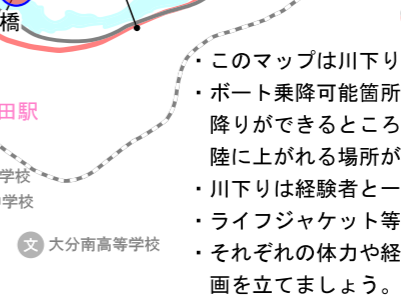 橋
田駅
学校
中学校
文 大分南高等学校
・このマップは川下り
・ボート乗降可能箇所
降りができるところ
陸に上がれる場所が
・川下りは経験者と一
・ライフジャケット等
・それぞれの体力や経
画を立てましょう。